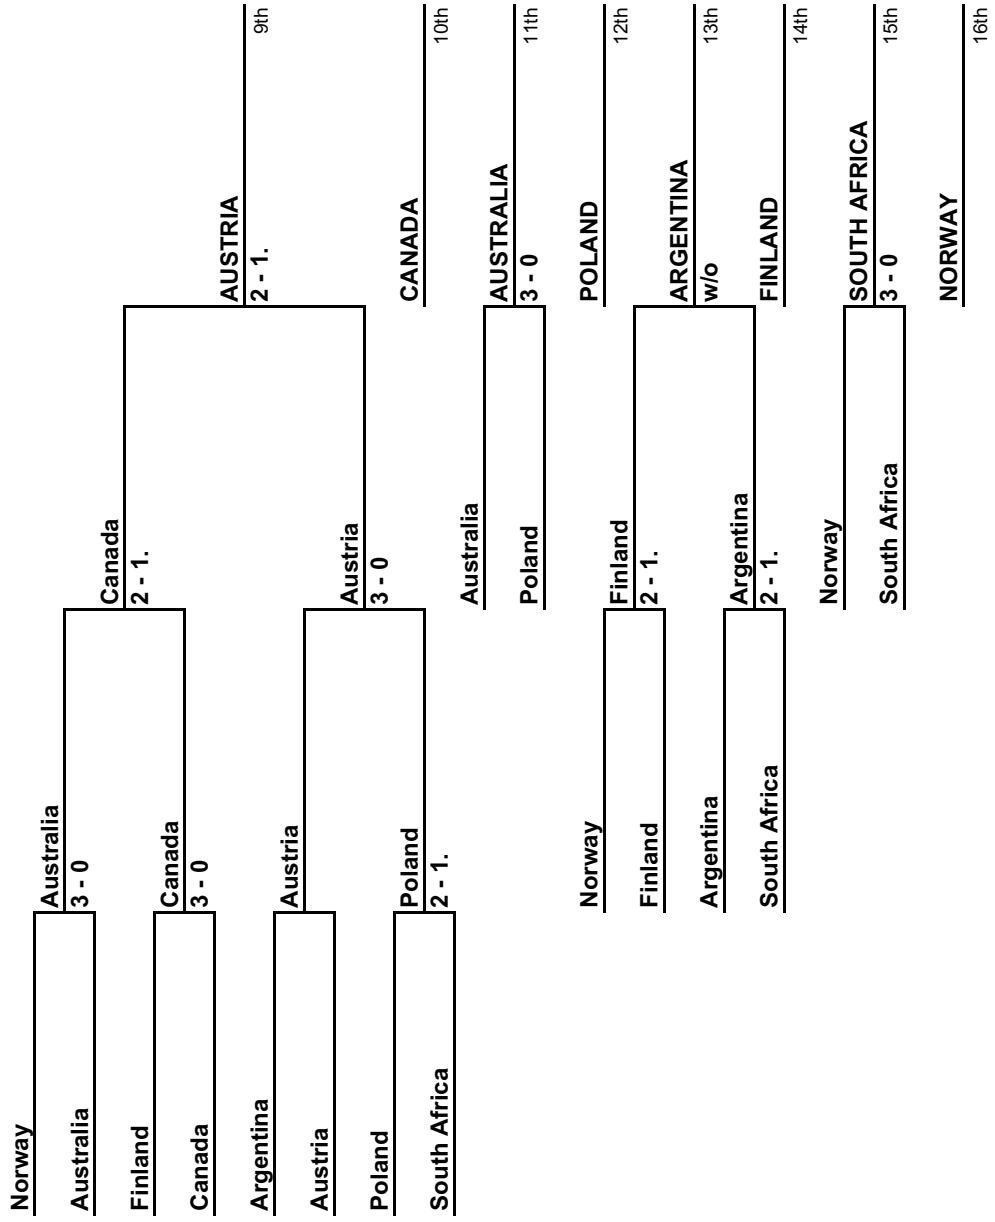 Norway
Australia
Finland
Canada
Argentina
Austria
Poland
South Africa
Australia
3 - 0
Canada
3 - 0
Austria
Poland
2 - 1.
Norway
Finland
Argentina
South Africa
Canada
2 - 1.
Austria
3 - 0
Australia
Poland
Finland
2 - 1.
Argentina
2 - 1.
Norway
South Africa
AUSTRIA
2 - 1.
CANADA
AUSTRALIA
3 - 0
POLAND
ARGENTINA
w/o
FINLAND
SOUTH AFRICA
3 - 0
NORWAY
9th
10th
11th
12th
13th
14th
15th
16th